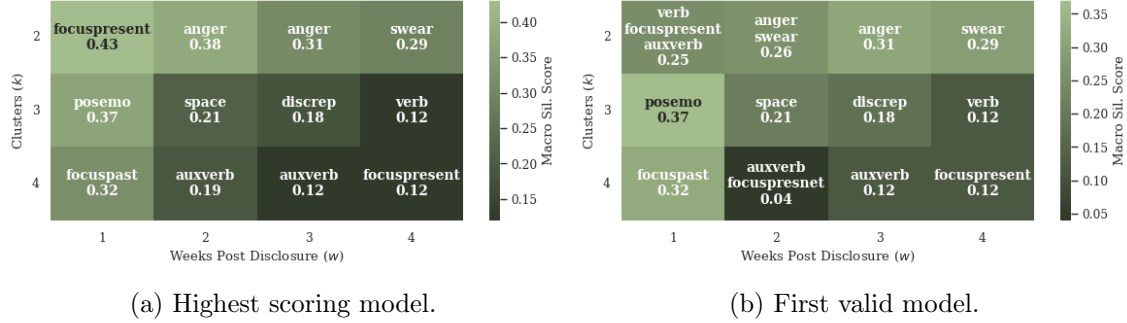 2
focuspresent
0.43
anger
0.38
anger
0.31
swear
0.29
3
posemo
0.37
space
0.21
discrep
0.18
verb
0.12
4
focuspast
0.32
auxverb
0.19
auxverb
0.12
focuspresent
0.12
Clusters (k)
1 2 3 4
Weeks Post Disclosure (w)
0.40
0.35
0.30
0.25
0.20
0.15
Macro Sil. Score
(a) Highest scoring model.
2
verb
focuspresent
auxverb
0.25
anger
swear
0.26
anger
0.31
swear
0.29
3
posemo
0.37
space
0.21
discrep
0.18
verb
0.12
4
focuspast
0.32
auxverb
focuspresnet
0.04
auxverb
0.12
focuspresent
0.12
Clusters (k)
1 2 3 4
Weeks Post Disclosure (w)
0.35
0.30
0.25
0.20
0.15
0.10
0.05
Macro Sil. Score
(b) First valid model.